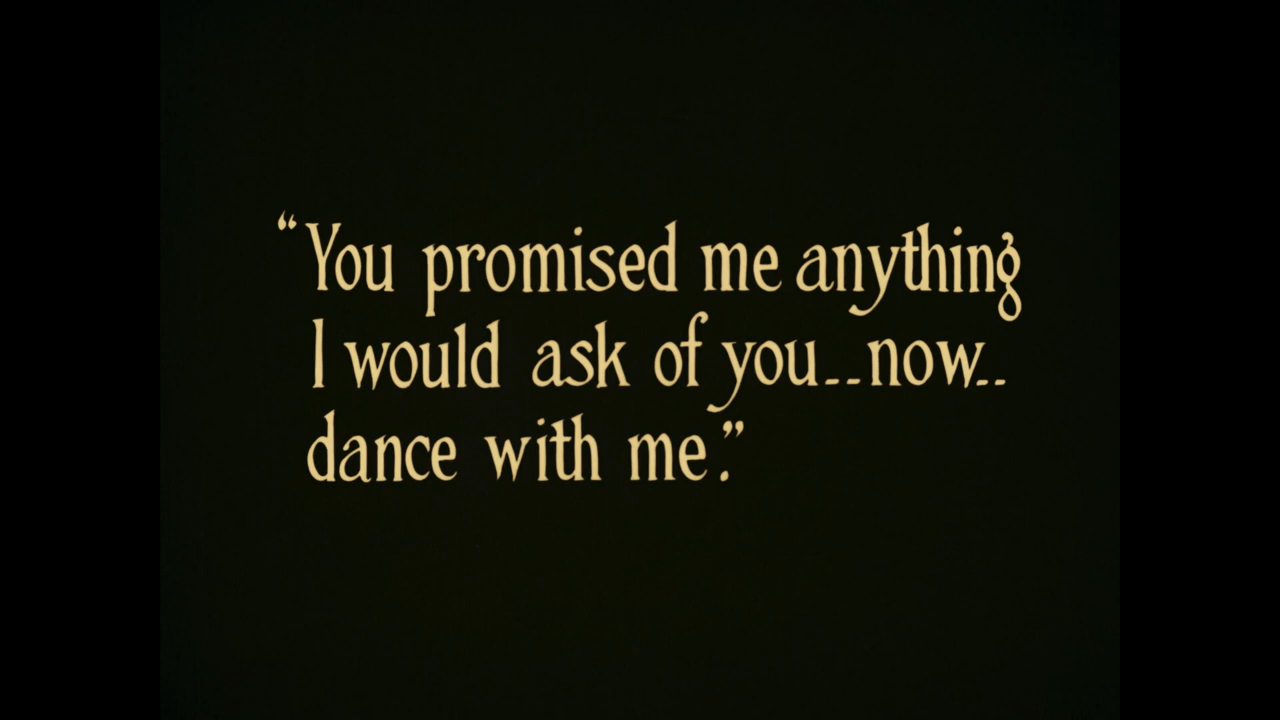 “You promised me anything
I would ask of you..now..
dance with me.”